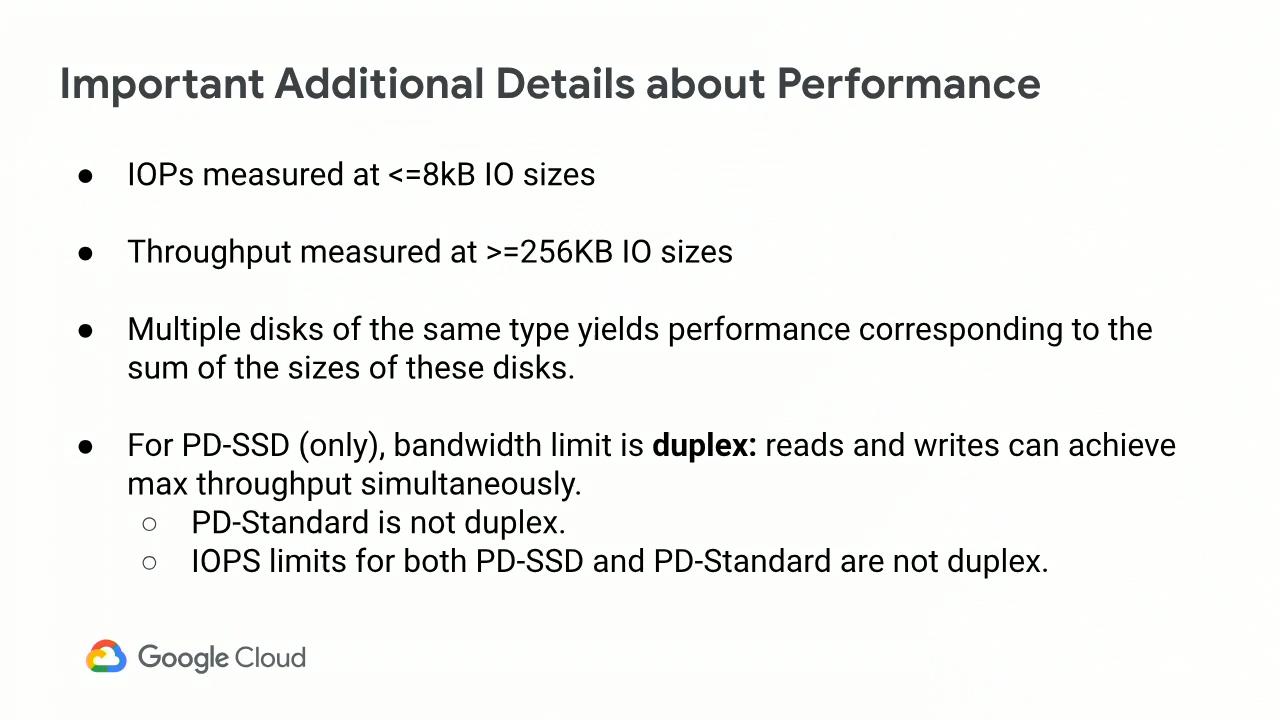 Important Additional Details about Performance
● IOPs measured at <=8kB IO sizes
● Throughput measured at >=256KB IO sizes
● Multiple disks of the same type yields performance corresponding to the
sum of the sizes of these disks.
● For PD-SSD (only), bandwidth limit is duplex: reads and writes can achieve
max throughput simultaneously.
○ PD-Standard is not duplex.
○ IOPS limits for both PD-SSD and PD-Standard are not duplex.
Google Cloud